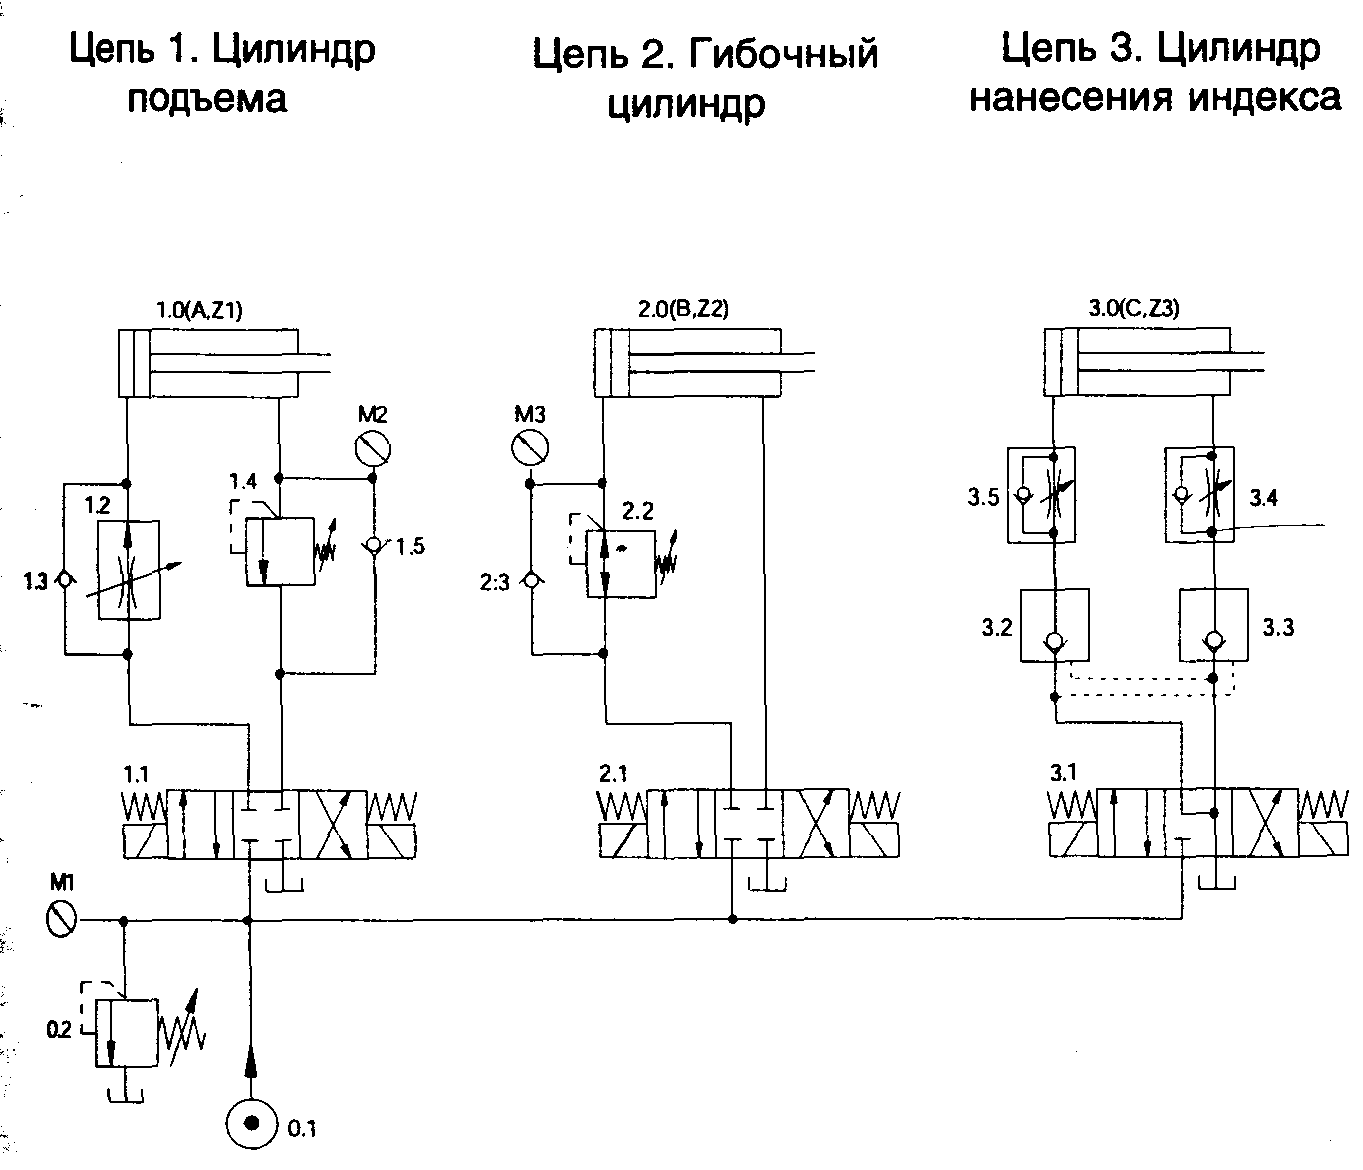 Цепь 1. Цилиндр
подъема
Цепь 2. Гибочный
цилиндр
Цепь 3. Цилиндр
нанесения индекса
1.0(A,Z1)
2.0(B,Z2)
3.0(C,Z3)
M2
M3
1.4
1.2
2.2
3.5
3.4
1.5
1.3
2:3
3.2
3.3
1.1
2.1
3.1
M1
0.2
0.1